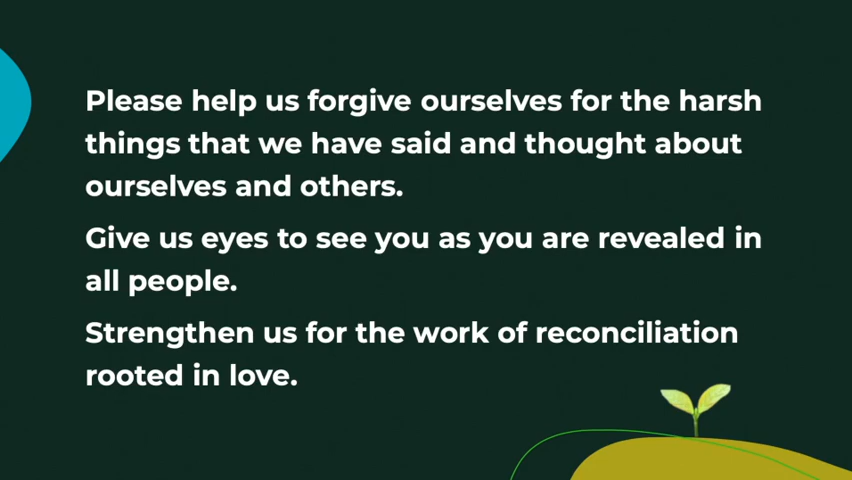 Please help us forgive ourselves for the harsh
things that we have said and thought about
ourselves and others.
Give us eyes to see you as you are revealed in
all people.
Strengthen us for the work of reconciliation
rooted in love.